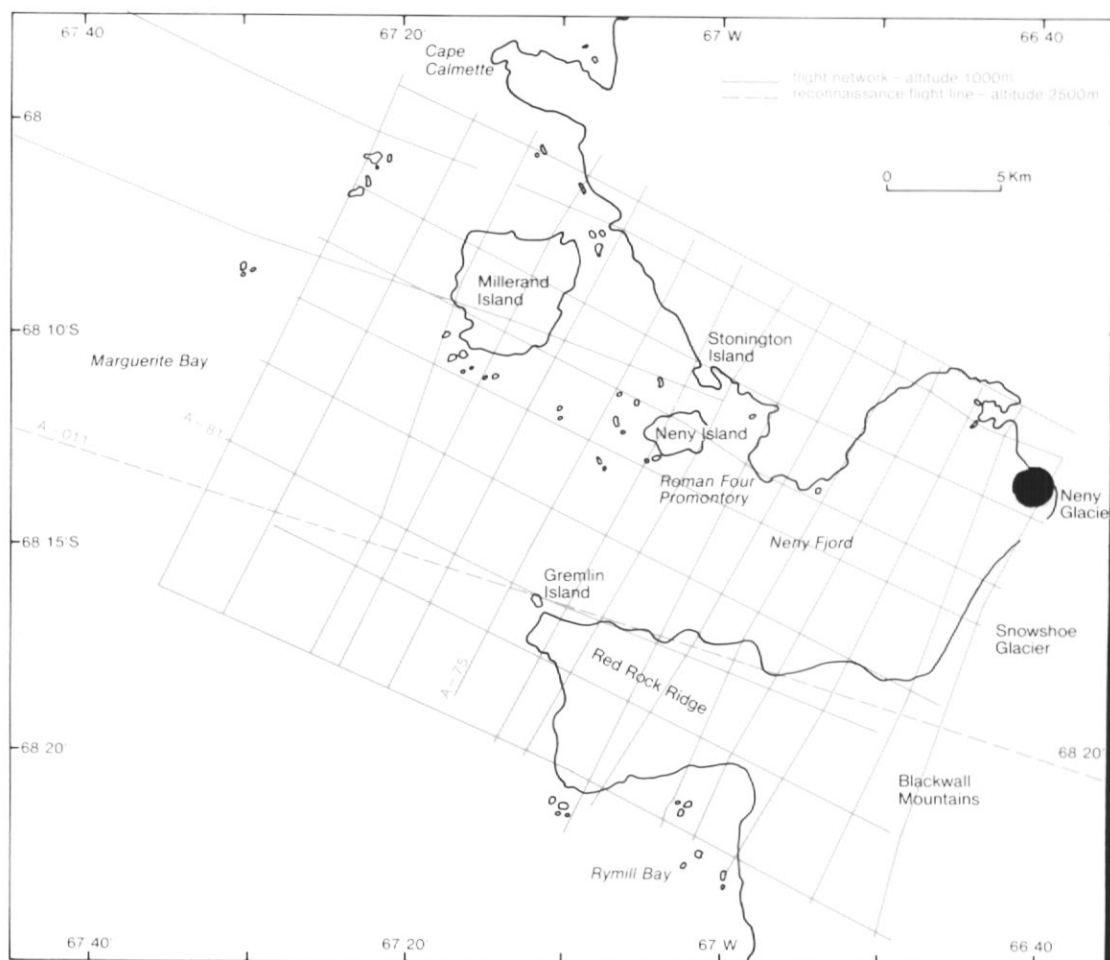 67 40
67 20
67 W
66 40
Cape
Calmette
flight network – altitude 1000m
reconnaissance flight line – altitude 2500m
68
0 5 Km
Millerand
Island
68 10'S
Marguerite Bay
Stonington
Island
A - 81
A - 011
Neny Island
Roman Four
Promontory
Neny
Glacie
68 15'S
Neny Fjord
Gremlin
Island
Snowshoe
Glacier
Red Rock Ridge
A - 75
68 20'
68 20'
Blackwall
Mountains
Rymill Bay
67 40
67 20
67 W
66 40